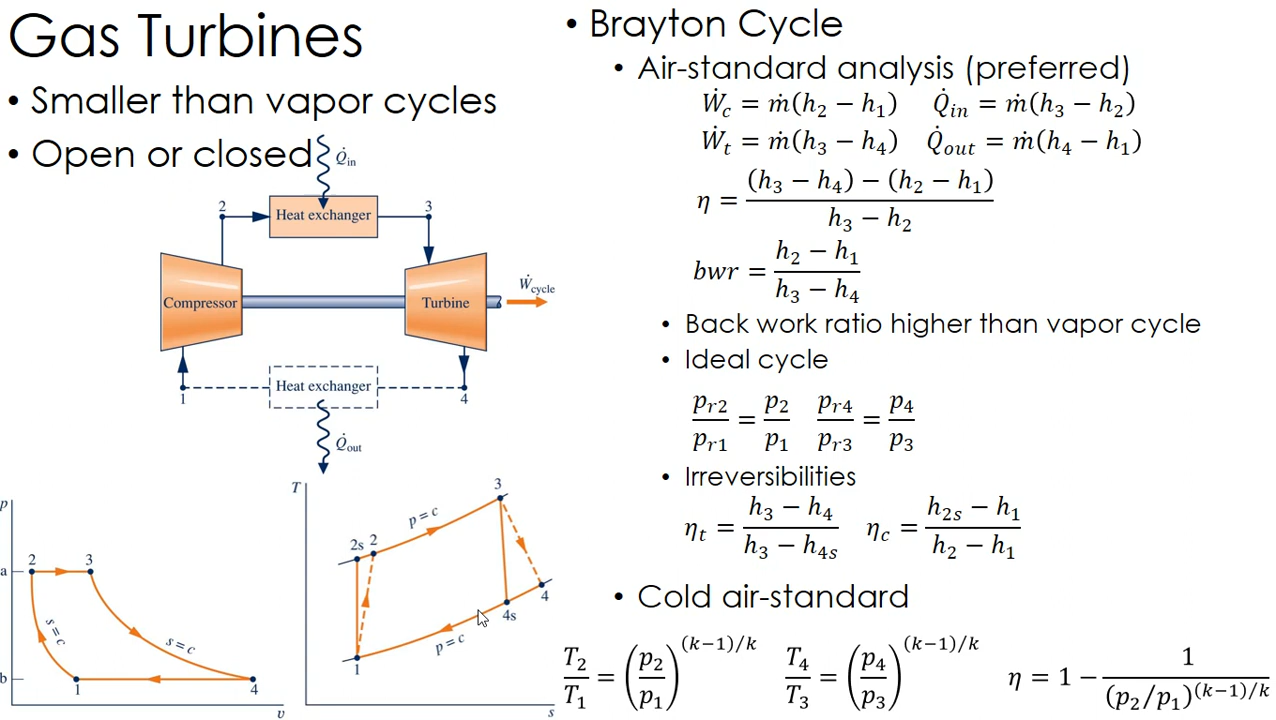 Gas Turbines
• Smaller than vapor cycles
• Open or closed
Q̇in
2
Heat exchanger
3
Compressor
Turbine
Ẇcycle
1
Heat exchanger
4
Q̇out
p
a
2
3
s = c
s = c
b
1
4
v
T
3
p = c
2s
2
4
4s
p = c
1
s
• Brayton Cycle
• Air-standard analysis (preferred)
Ẇc = ṁ(h2 − h1) Q̇in = ṁ(h3 − h2)
Ẇt = ṁ(h3 − h4) Q̇out = ṁ(h4 − h1)
η = ((h3 − h4) − (h2 − h1)) / (h3 − h2)
bwr = (h2 − h1) / (h3 − h4)
• Back work ratio higher than vapor cycle
• Ideal cycle
pr2/pr1 = p2/p1 pr4/pr3 = p4/p3
• Irreversibilities
ηt = (h3 − h4) / (h3 − h4s) ηc = (h2s − h1) / (h2 − h1)
• Cold air-standard
T2/T1 = (p2/p1)^(k−1)/k T4/T3 = (p4/p3)^(k−1)/k η = 1 − 1 / (p2/p1)^(k−1)/k